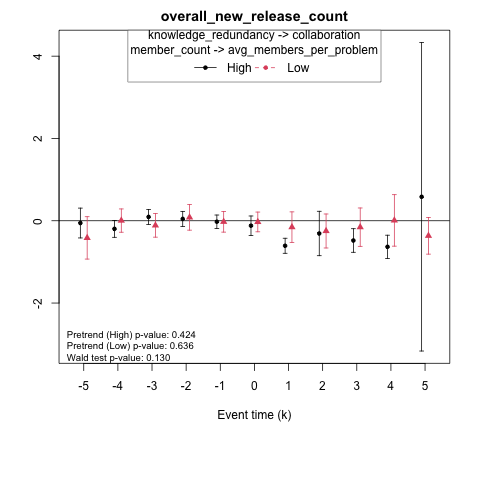 overall_new_release_count
knowledge_redundancy -> collaboration
member_count -> avg_members_per_problem
High Low
4
2
0
-2
Pretrend (High) p-value: 0.424
Pretrend (Low) p-value: 0.636
Wald test p-value: 0.130
-5 -4 -3 -2 -1 0 1 2 3 4 5
Event time (k)